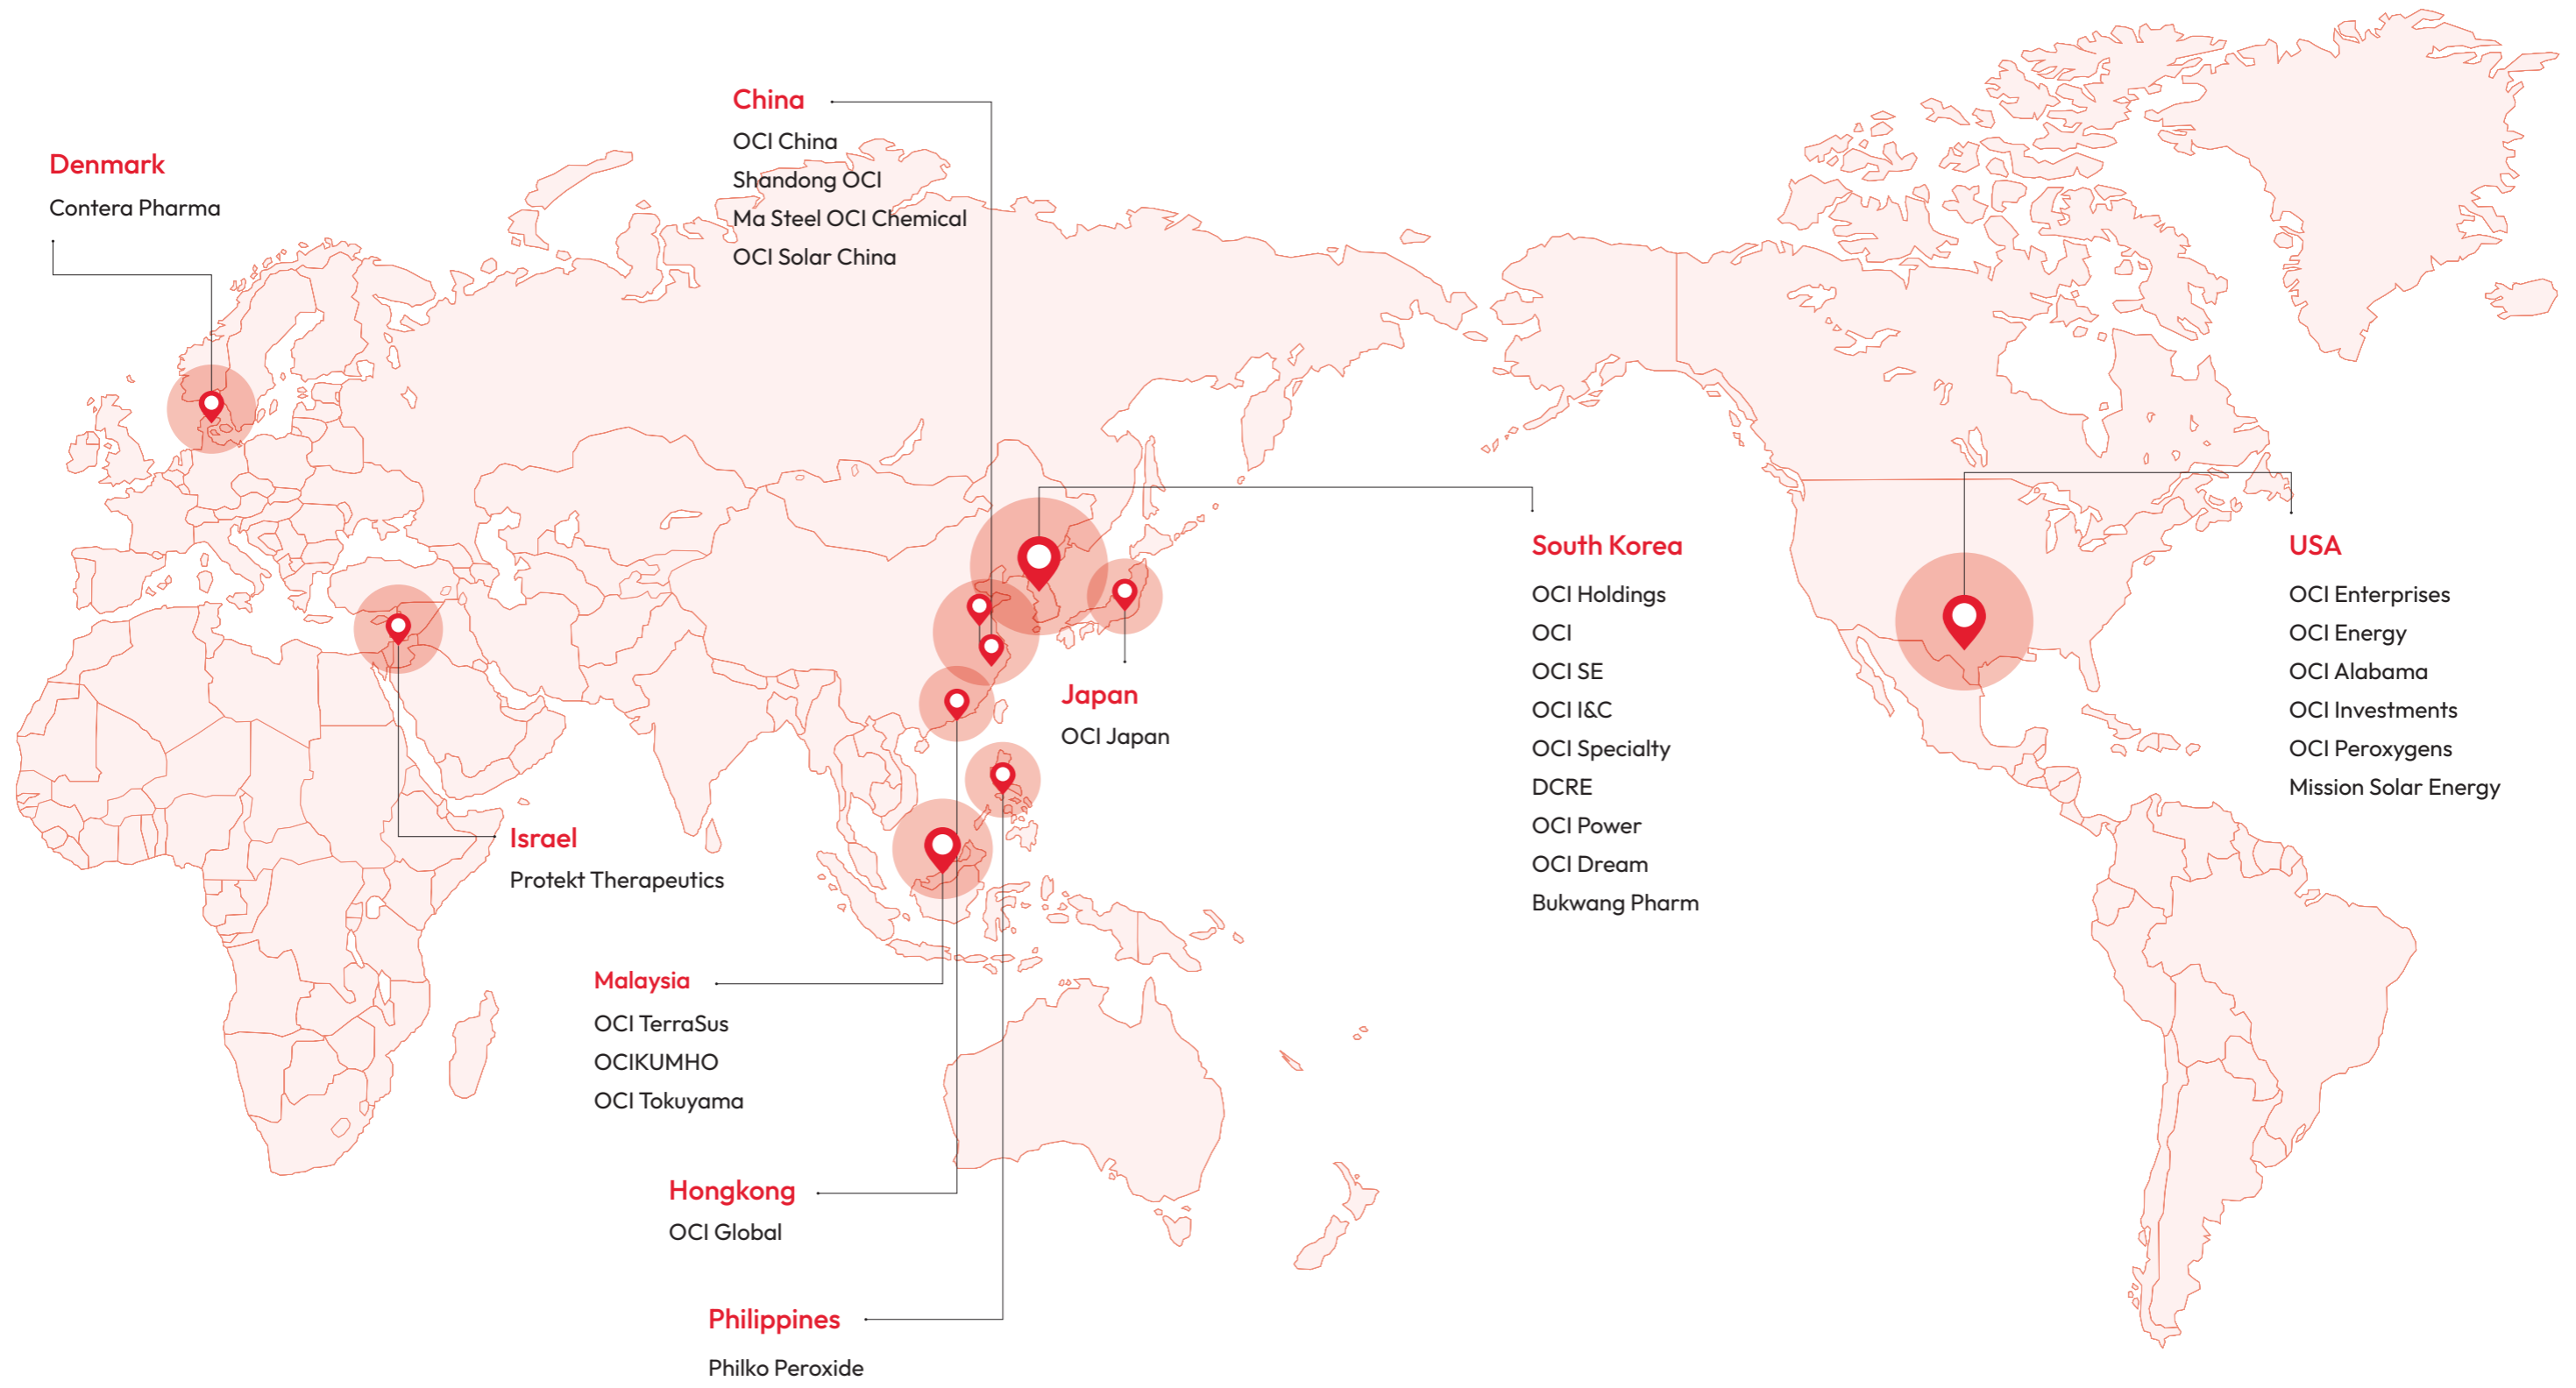 China
OCI China
Shandong OCI
Ma Steel OCI Chemical
OCI Solar China
Denmark
Contera Pharma
South Korea
OCI Holdings
OCI
OCI SE
OCI I&C
OCI Specialty
DCRE
OCI Power
OCI Dream
Bukwang Pharm
USA
OCI Enterprises
OCI Energy
OCI Alabama
OCI Investments
OCI Peroxygens
Mission Solar Energy
Japan
OCI Japan
Israel
Protekt Therapeutics
Malaysia
OCI TerraSus
OCIKUMHO
OCI Tokuyama
Hongkong
OCI Global
Philippines
Philko Peroxide